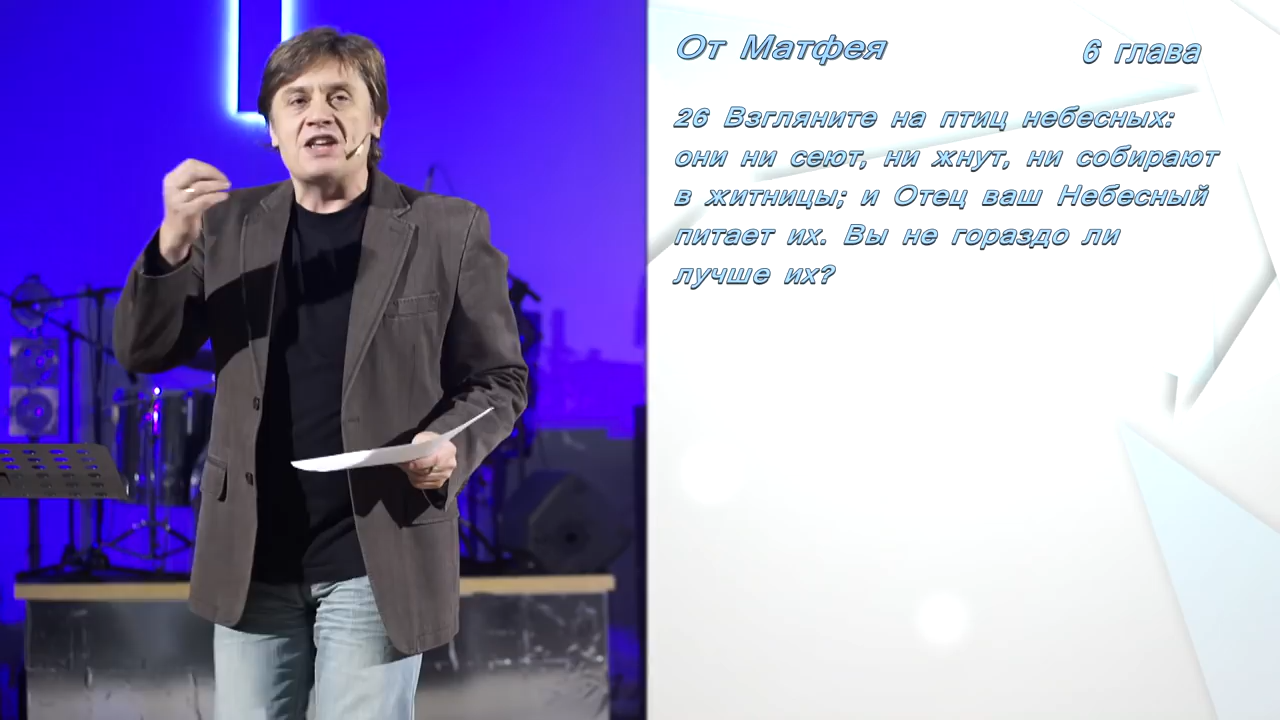 От Матфея 6 глава
26 Взгляните на птиц небесных:
они ни сеют, ни жнут, ни собирают
в житницы; и Отец ваш Небесный
питает их. Вы не гораздо ли
лучше их?